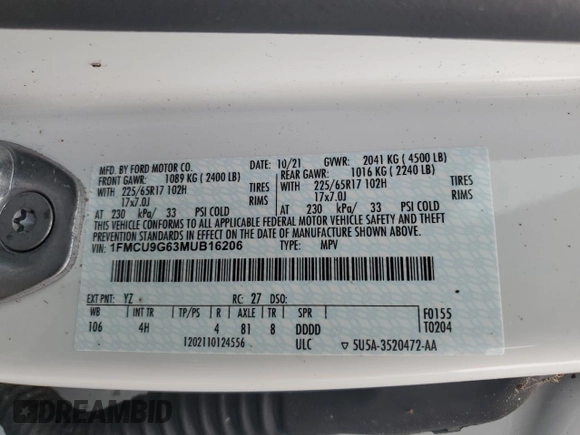 MFD. BY FORD MOTOR CO. 10/21 GVWR: 2041 KG ( 4500 LB)
FRONT GAWR: 1089 KG ( 2400 LB) REAR GAWR: 1016 KG ( 2240 LB)
WITH 225/65R17 102H TIRES WITH 225/65R17 102H TIRES
17x7.0J RIMS 17x7.0J RIMS
AT 230 kPa/ 33 PSI COLD AT 230 kPa/ 33 PSI COLD
THIS VEHICLE CONFORMS TO ALL APPLICABLE FEDERAL MOTOR VEHICLE SAFETY AND THEFT
PREVENTION STANDARDS IN EFFECT ON THE DATE OF MANUFACTURE SHOWN ABOVE.
VIN: 1FMCU9G63MUB16206 TYPE: MPV
EXT PNT: YZ RC: 27 DSO:
WB INT TR TP/PS R AXLE TR SPR F0155
106 4H 4 81 8 DDDD T0204
1202110124556 ULC ▽ 5U5A-3520472-AA
DREAMBID